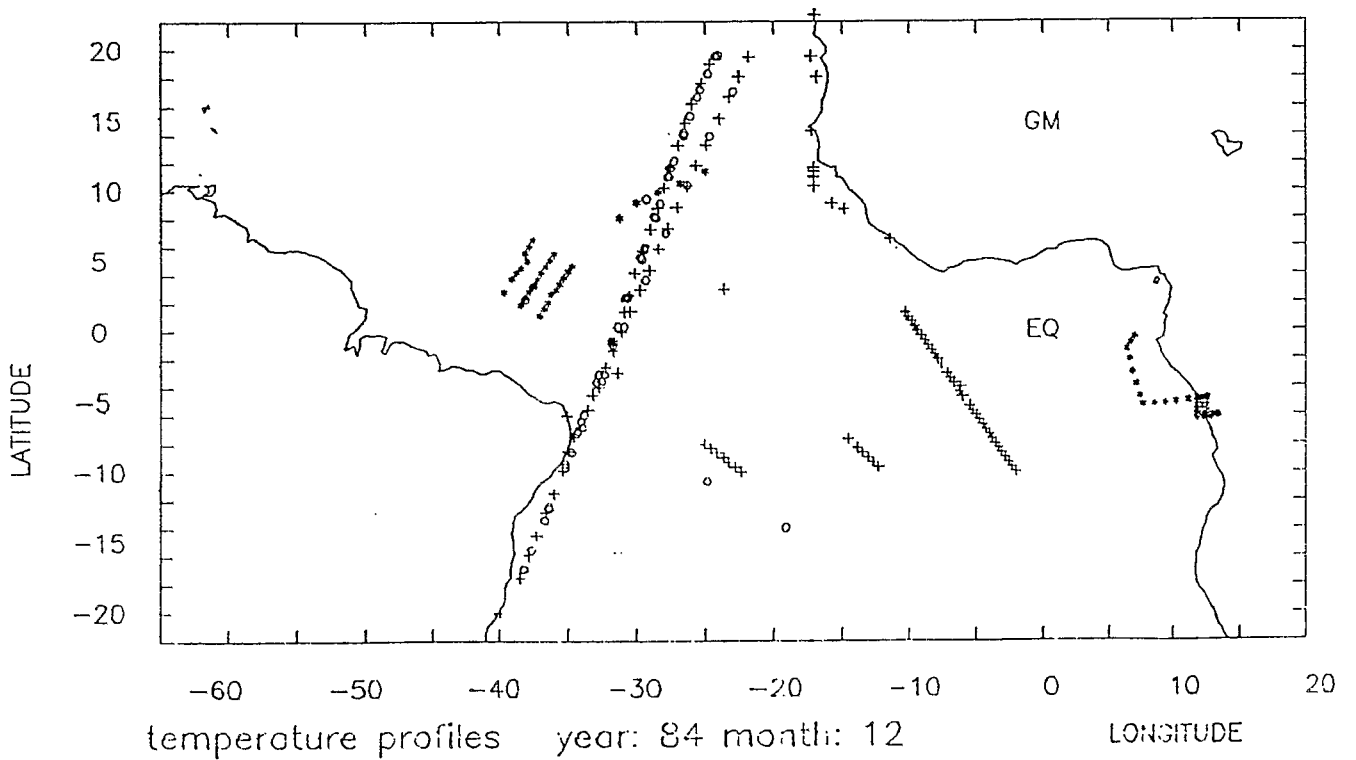 20
15
GM
10
5
0
EQ
−5
LATITUDE
−10
−15
−20
−60 −50 −40 −30 −20 −10 0 10 20
temperature profiles year: 84 month: 12 LONGITUDE